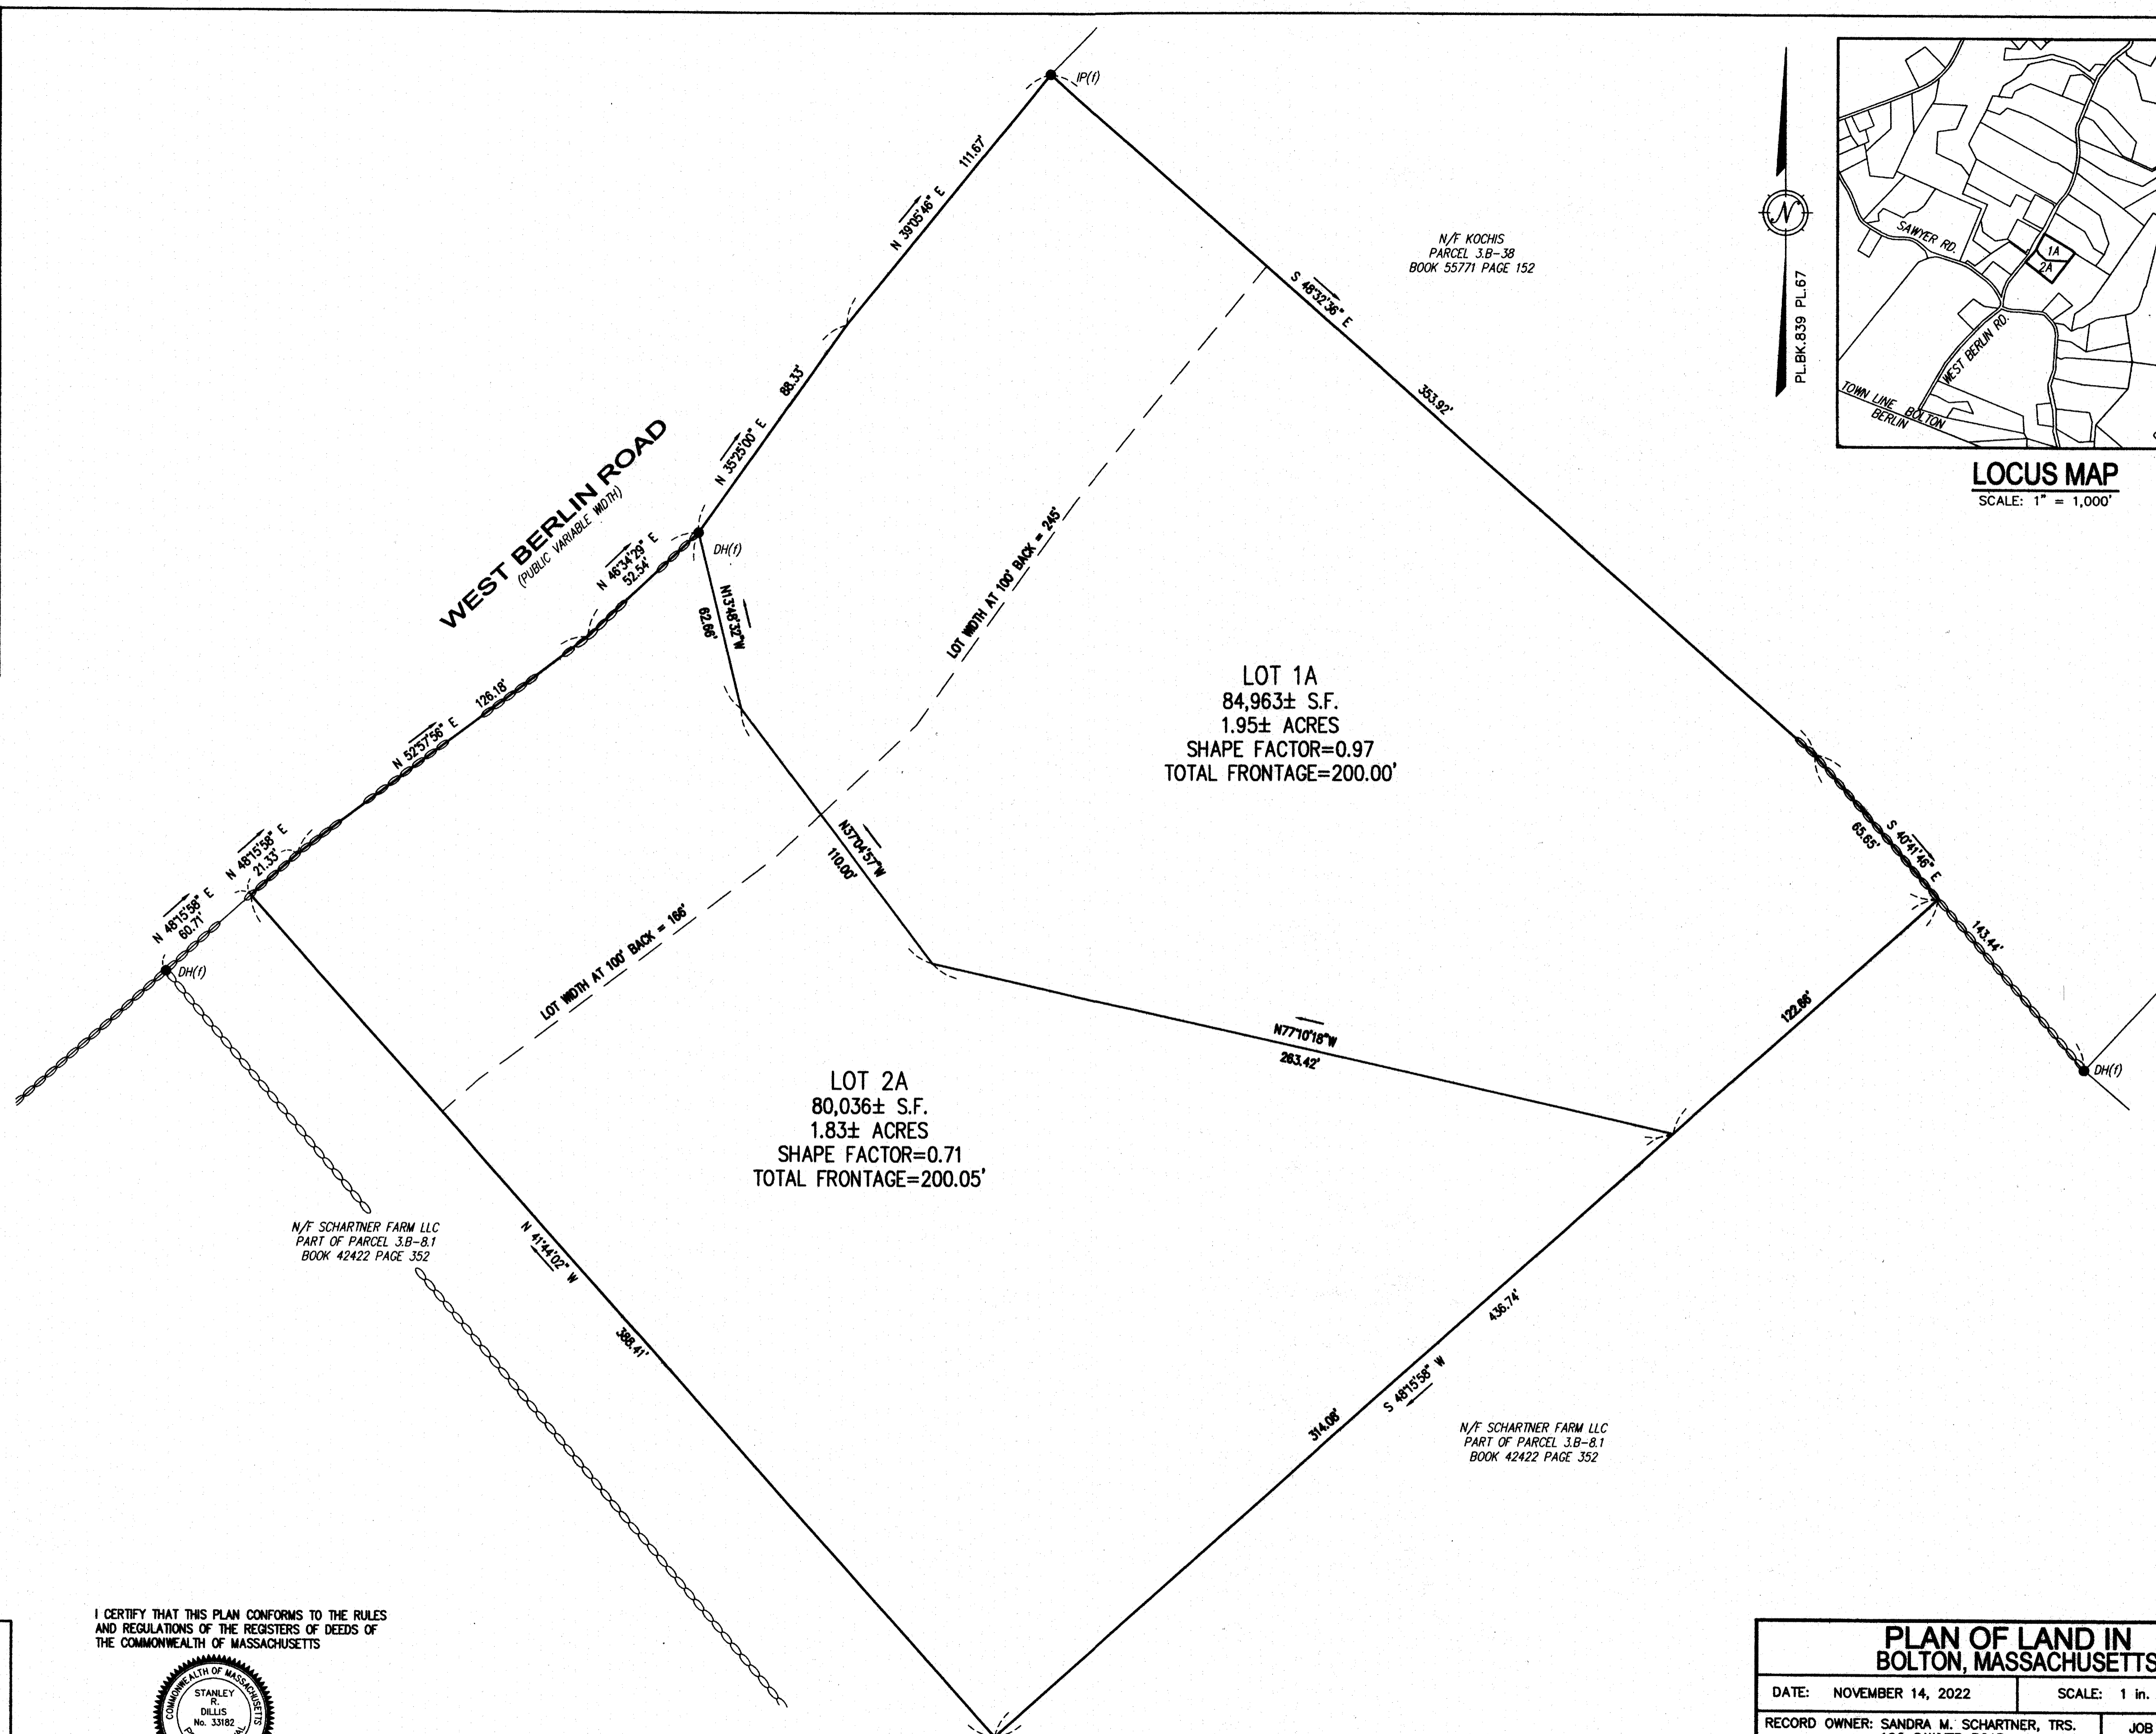 IP(f)
111.67'
N 39°05'46" E
88.33'
N 35°25'00" E
WEST BERLIN ROAD
(PUBLIC VARIABLE WIDTH)
N 46°34'29" E
52.54'
DH(f)
N13°48'32"W
62.66'
126.18'
N 52°57'56" E
N 48°15'58" E
21.33'
N 48°15'58" E
60.71'
DH(f)
S 48°32'36" E
353.92'
N/F KOCHIS
PARCEL 3.B-38
BOOK 55771 PAGE 152
LOT WIDTH AT 100' BACK = 245'
LOT 1A
84,963± S.F.
1.95± ACRES
SHAPE FACTOR=0.97
TOTAL FRONTAGE=200.00'
N37°04'57"W
110.00'
LOT WIDTH AT 100' BACK = 166'
S 40°41'46" E
65.65'
143.44'
DH(f)
122.66'
N77°10'18"W
263.42'
LOT 2A
80,036± S.F.
1.83± ACRES
SHAPE FACTOR=0.71
TOTAL FRONTAGE=200.05'
N/F SCHARTNER FARM LLC
PART OF PARCEL 3.B-8.1
BOOK 42422 PAGE 352
N 41°44'02" W
388.41'
436.74'
S 48°15'58" W
314.08'
N/F SCHARTNER FARM LLC
PART OF PARCEL 3.B-8.1
BOOK 42422 PAGE 352
N
PL.BK.839 PL.67
SAWYER RD.
1A
2A
WEST BERLIN RD.
TOWN LINE BOLTON
BERLIN
LOCUS MAP
SCALE: 1" = 1,000'
I CERTIFY THAT THIS PLAN CONFORMS TO THE RULES
AND REGULATIONS OF THE REGISTERS OF DEEDS OF
THE COMMONWEALTH OF MASSACHUSETTS
COMMONWEALTH OF MASSACHUSETTS
STANLEY
R.
DILLIS
No. 33182
PLAN OF LAND IN
BOLTON, MASSACHUSETTS
DATE: NOVEMBER 14, 2022
SCALE: 1 in.
RECORD OWNER: SANDRA M. SCHARTNER, TRS.
JOB